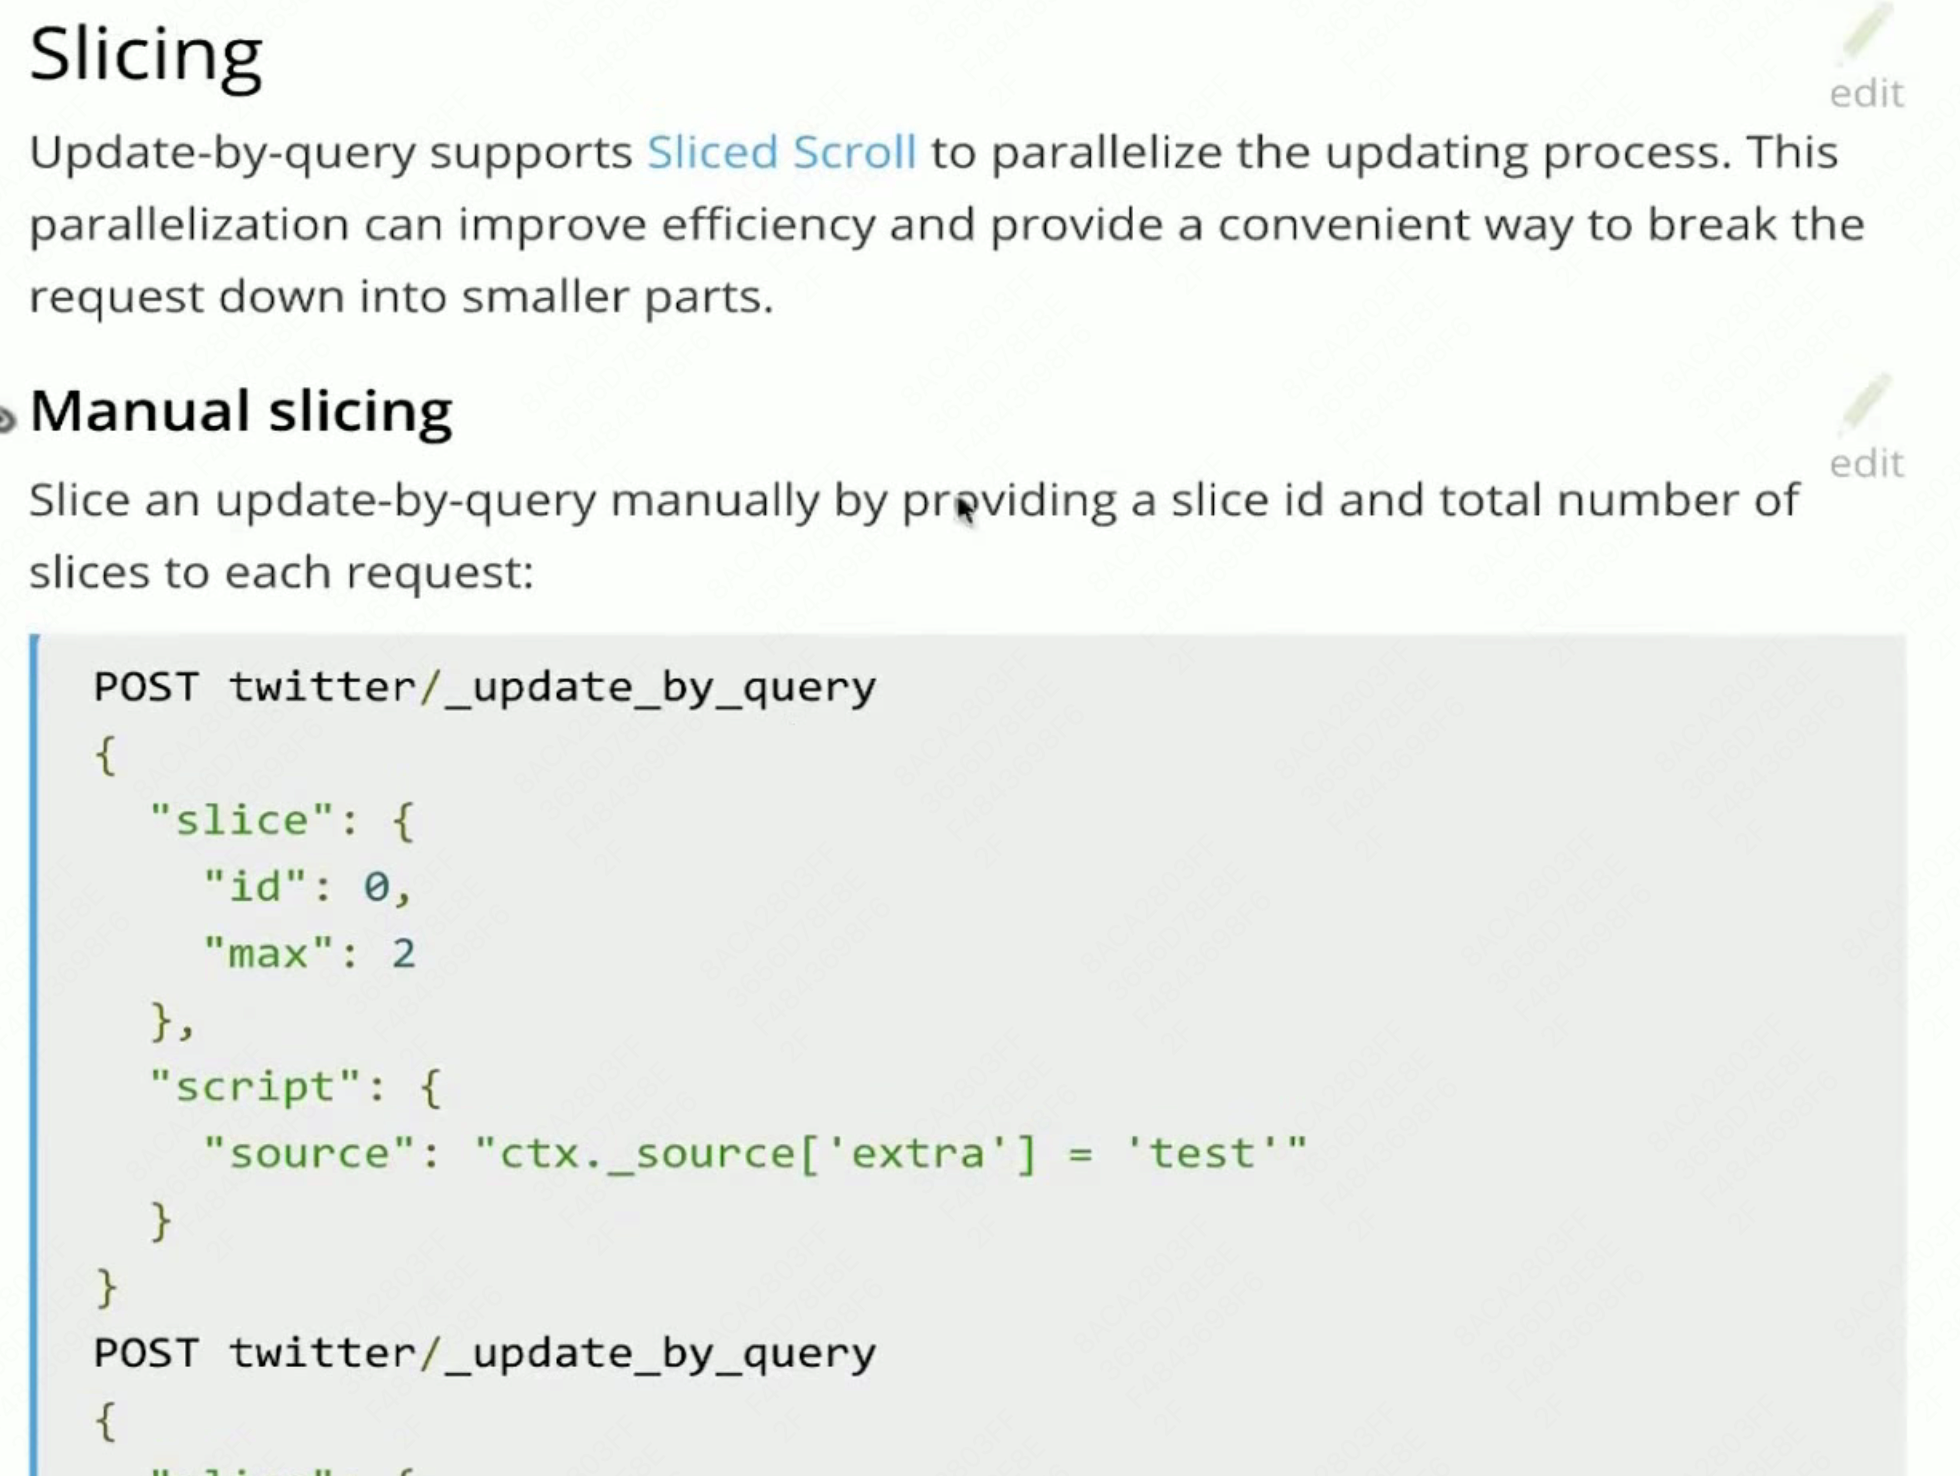 Slicing
edit
Update-by-query supports Sliced Scroll to parallelize the updating process. This
parallelization can improve efficiency and provide a convenient way to break the
request down into smaller parts.
Manual slicing
edit
Slice an update-by-query manually by providing a slice id and total number of
slices to each request:
POST twitter/_update_by_query
{
  "slice": {
    "id": 0,
    "max": 2
  },
  "script": {
    "source": "ctx._source['extra'] = 'test'"
  }
}
POST twitter/_update_by_query
{